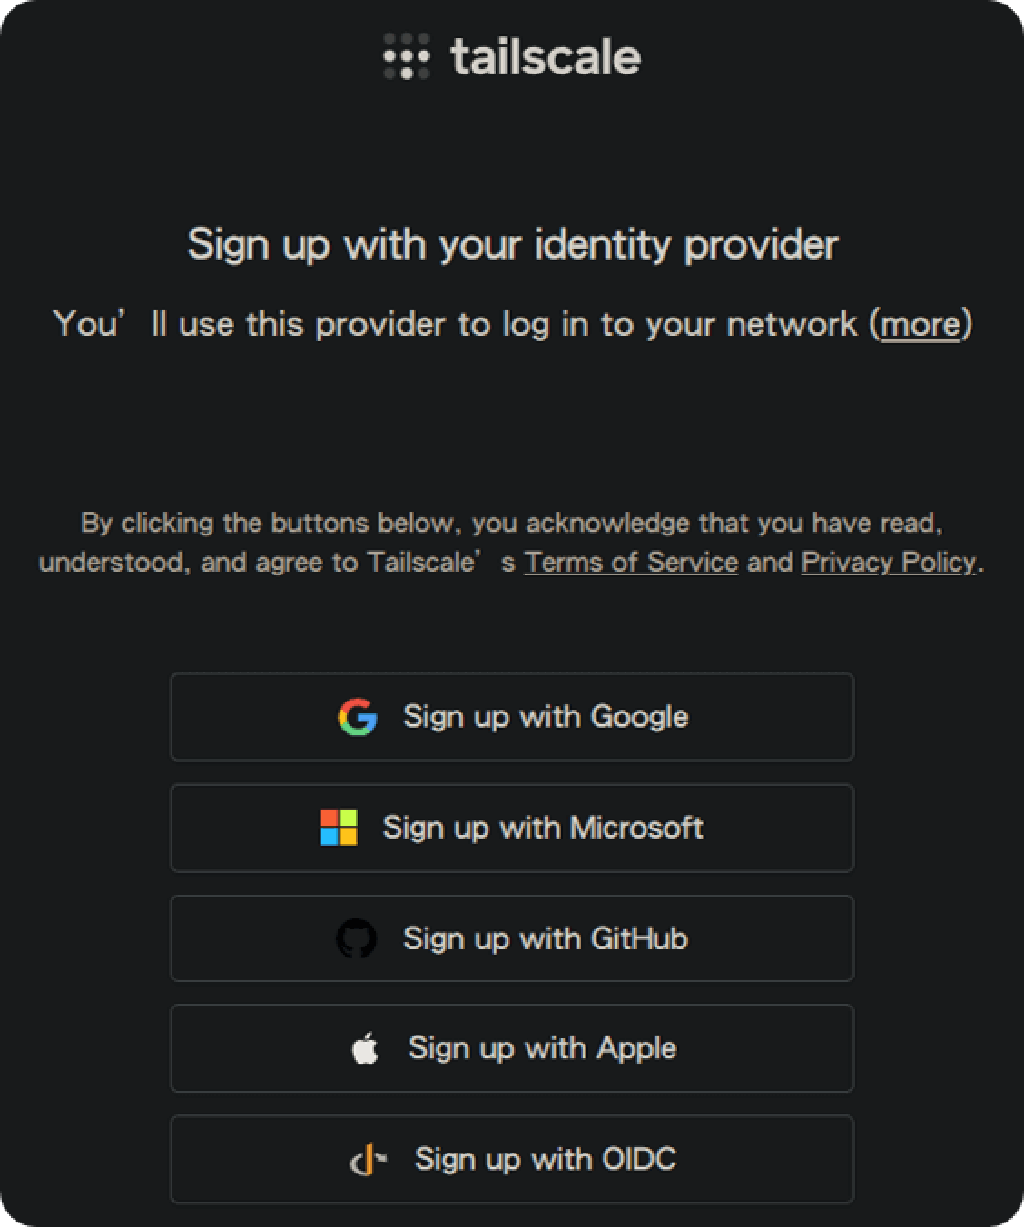 tailscale
Sign up with your identity provider
You’ll use this provider to log in to your network (more)
By clicking the buttons below, you acknowledge that you have read,
understood, and agree to Tailscale’s Terms of Service and Privacy Policy.
Sign up with Google
Sign up with Microsoft
Sign up with GitHub
Sign up with Apple
Sign up with OIDC